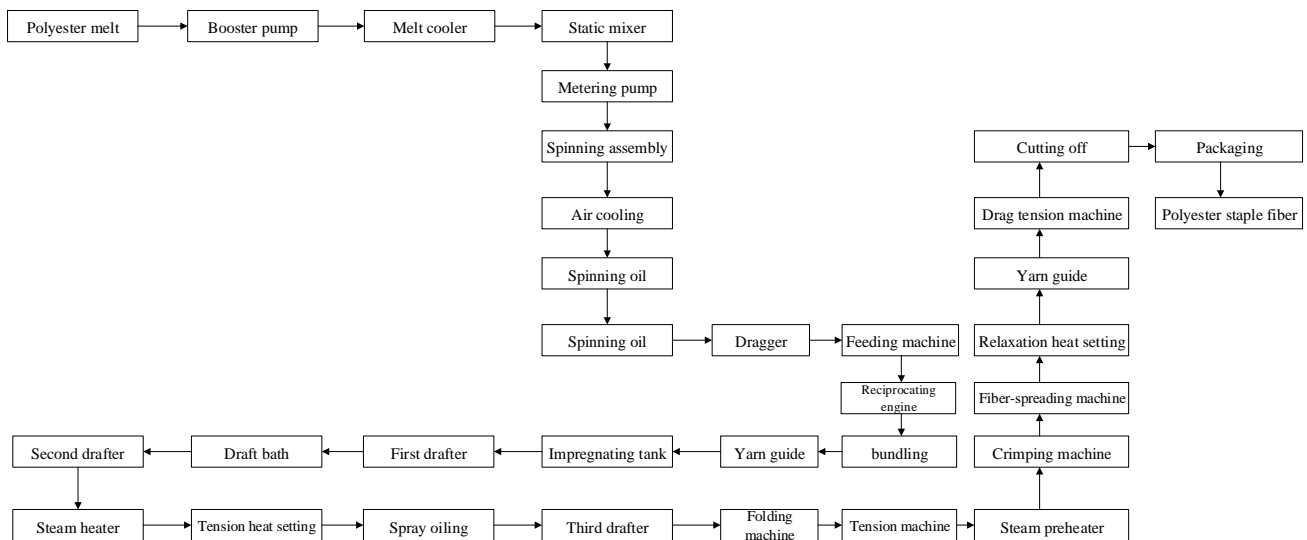 Polyester melt
Booster pump
Melt cooler
Static mixer
Metering pump
Spinning assembly
Air cooling
Spinning oil
Spinning oil
Dragger
Feeding machine
Reciprocating
engine
bundling
Yarn guide
Impregnating tank
First drafter
Draft bath
Second drafter
Steam heater
Tension heat setting
Spray oiling
Third drafter
Folding
machine
Tension machine
Steam preheater
Crimping machine
Fiber-spreading machine
Relaxation heat setting
Yarn guide
Drag tension machine
Cutting off
Packaging
Polyester staple fiber